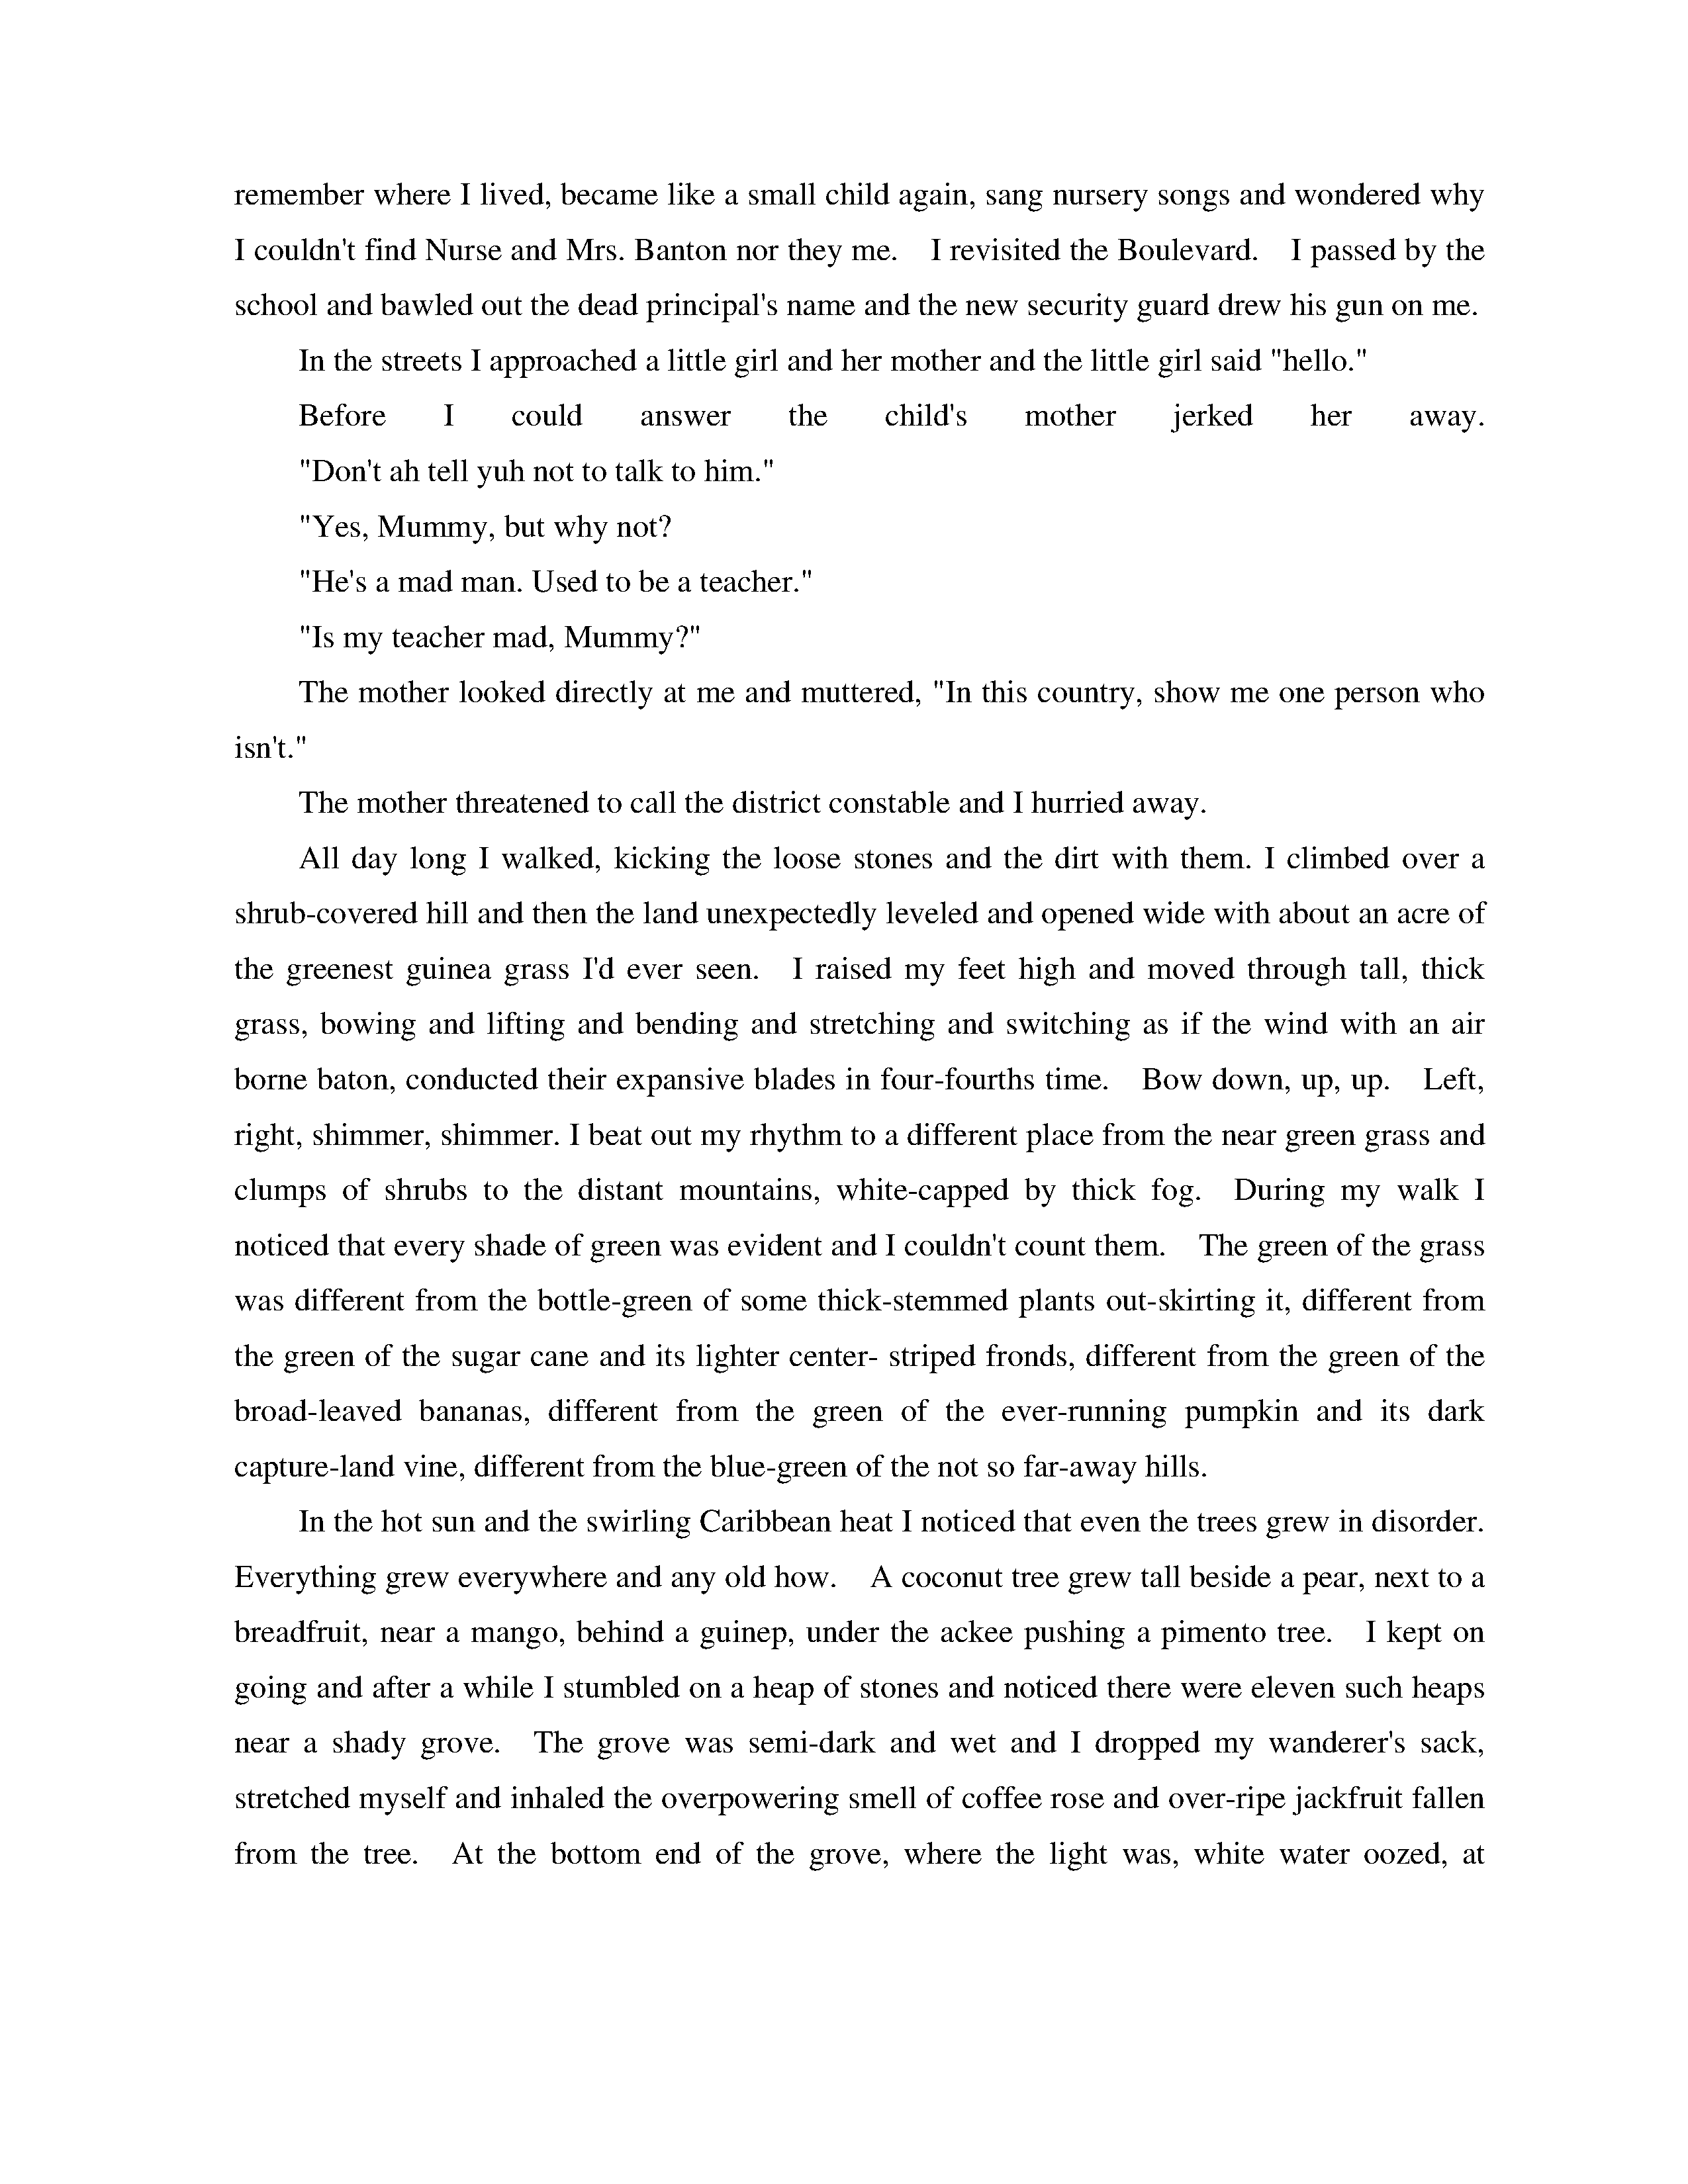 remember where I lived, became like a small child again, sang nursery songs and wondered why
I couldn't find Nurse and Mrs. Banton nor they me. I revisited the Boulevard. I passed by the
school and bawled out the dead principal's name and the new security guard drew his gun on me.
In the streets I approached a little girl and her mother and the little girl said "hello."
Before I could answer the child's mother jerked her away.
"Don't ah tell yuh not to talk to him."
"Yes, Mummy, but why not?
"He's a mad man. Used to be a teacher."
"Is my teacher mad, Mummy?"
The mother looked directly at me and muttered, "In this country, show me one person who
isn't."
The mother threatened to call the district constable and I hurried away.
All day long I walked, kicking the loose stones and the dirt with them. I climbed over a
shrub-covered hill and then the land unexpectedly leveled and opened wide with about an acre of
the greenest guinea grass I'd ever seen. I raised my feet high and moved through tall, thick
grass, bowing and lifting and bending and stretching and switching as if the wind with an air
borne baton, conducted their expansive blades in four-fourths time. Bow down, up, up. Left,
right, shimmer, shimmer. I beat out my rhythm to a different place from the near green grass and
clumps of shrubs to the distant mountains, white-capped by thick fog. During my walk I
noticed that every shade of green was evident and I couldn't count them. The green of the grass
was different from the bottle-green of some thick-stemmed plants out-skirting it, different from
the green of the sugar cane and its lighter center- striped fronds, different from the green of the
broad-leaved bananas, different from the green of the ever-running pumpkin and its dark
capture-land vine, different from the blue-green of the not so far-away hills.
In the hot sun and the swirling Caribbean heat I noticed that even the trees grew in disorder.
Everything grew everywhere and any old how. A coconut tree grew tall beside a pear, next to a
breadfruit, near a mango, behind a guinep, under the ackee pushing a pimento tree. I kept on
going and after a while I stumbled on a heap of stones and noticed there were eleven such heaps
near a shady grove. The grove was semi-dark and wet and I dropped my wanderer's sack,
stretched myself and inhaled the overpowering smell of coffee rose and over-ripe jackfruit fallen
from the tree. At the bottom end of the grove, where the light was, white water oozed, at